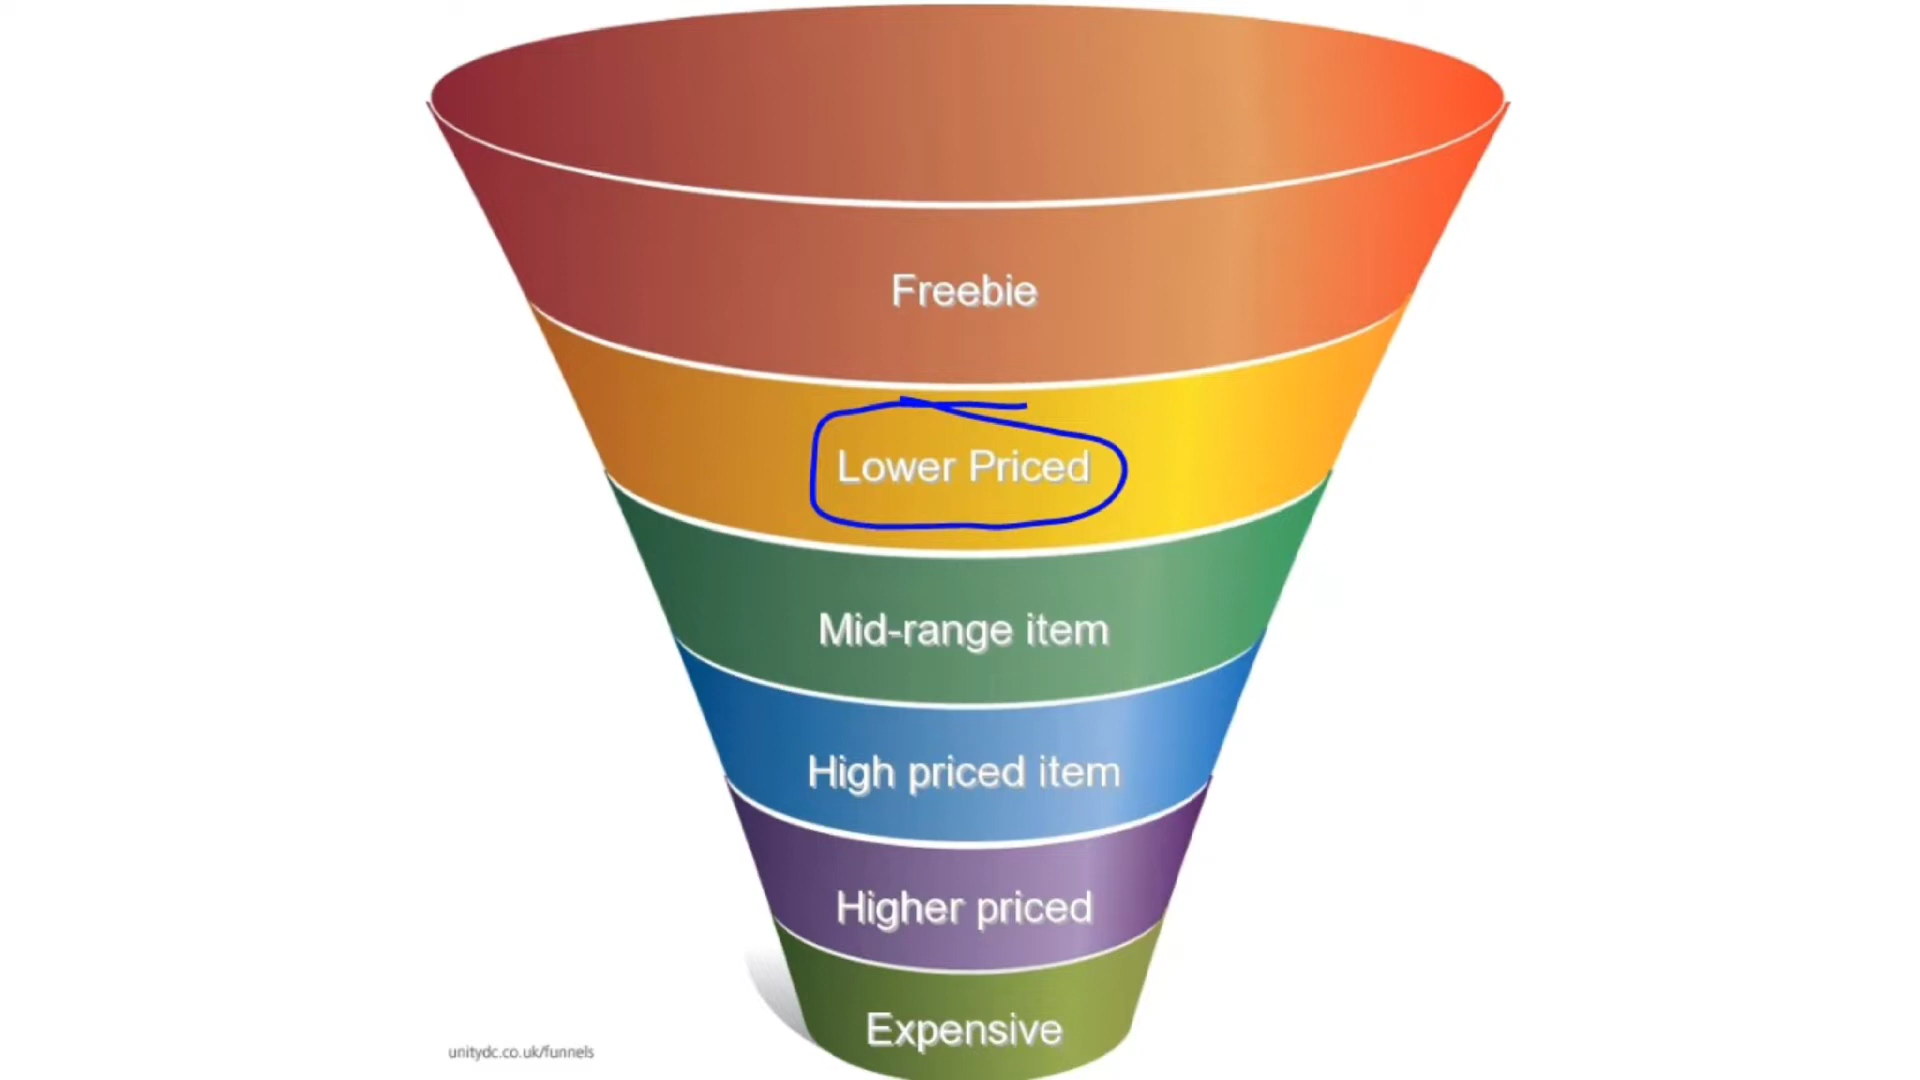 Freebie
Lower Priced
Mid-range item
High priced item
Higher priced
Expensive
unitydc.co.uk/funnels